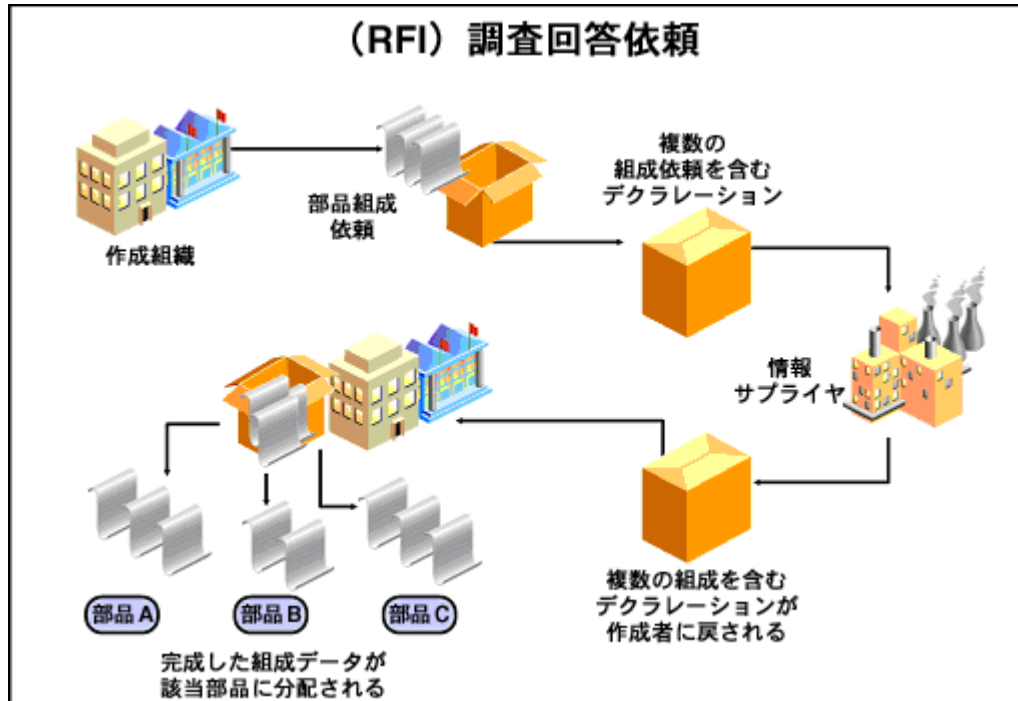 （RFI）調査回答依頼
作成組織
部品組成
依頼
複数の
組成依頼を含む
デクラレーション
情報
サプライヤ
複数の組成を含む
デクラレーションが
作成者に戻される
部品 A
部品 B
部品 C
完成した組成データが
該当部品に分配される